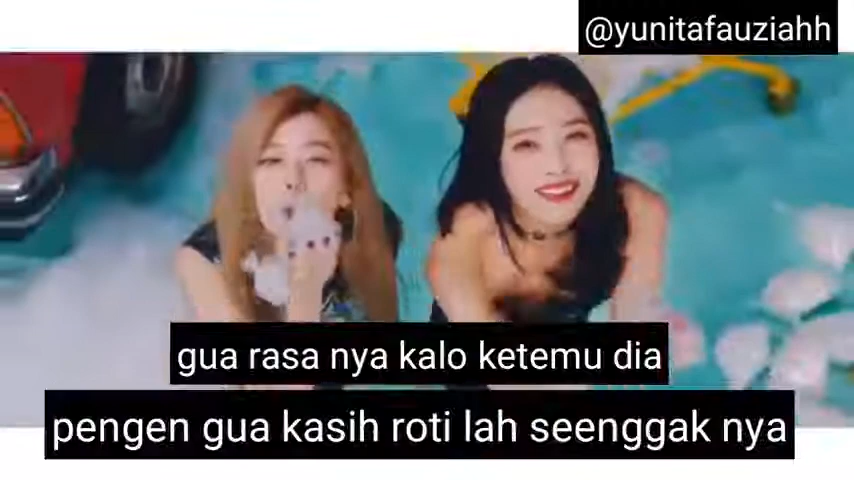 @yunitafauziahh
gua rasa nya kalo ketemu dia
pengen gua kasih roti lah seenggak nya